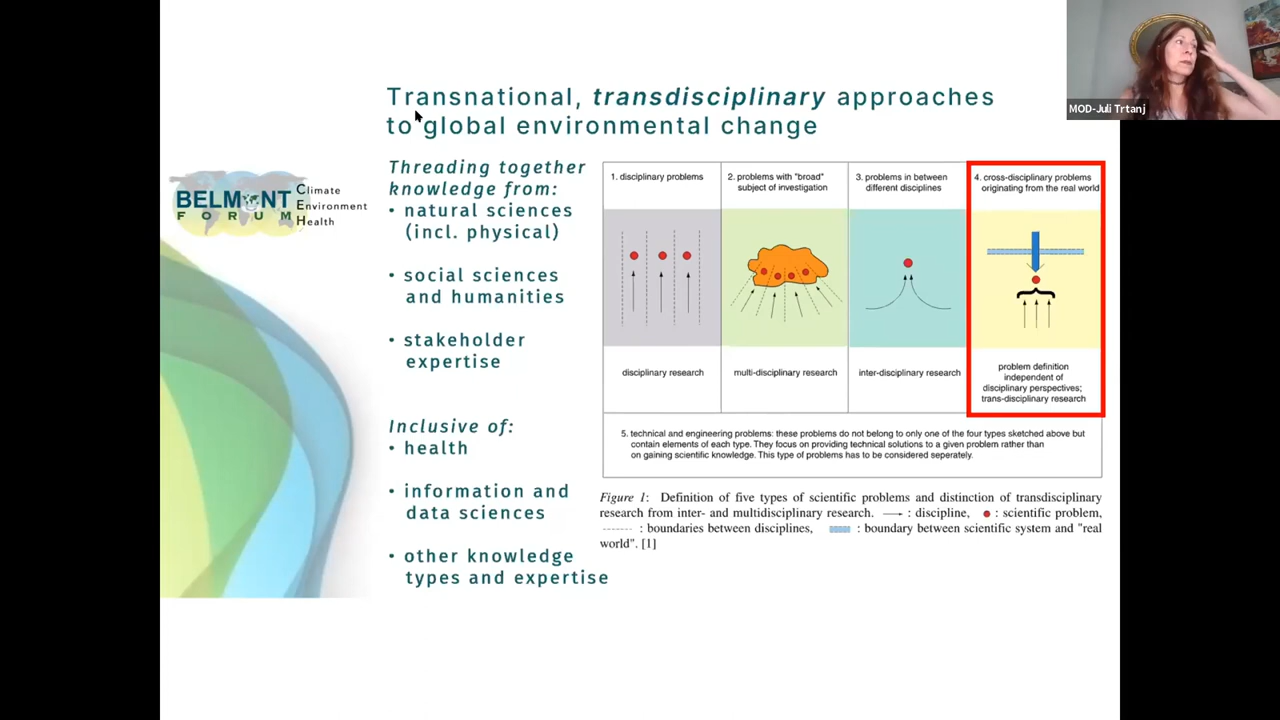 MOD-Juli Trtanj
Transnational, transdisciplinary approaches
to global environmental change
BELMONT
FORUM
Climate
Environment
Health
Threading together
knowledge from:
• natural sciences
(incl. physical)
• social sciences
and humanities
• stakeholder
expertise
Inclusive of:
• health
• information and
data sciences
• other knowledge
types and expertise
1. disciplinary problems
2. problems with "broad"
subject of investigation
3. problems in between
different disciplines
4. cross-disciplinary problems
originating from the real world
disciplinary research
multi-disciplinary research
inter-disciplinary research
problem definition
independent of
disciplinary perspectives;
trans-disciplinary research
5. technical and engineering problems: these problems do not belong to only one of the four types sketched above but
contain elements of each type. They focus on providing technical solutions to a given problem rather than
on gaining scientific knowledge. This type of problems has to be considered seperately.
Figure 1: Definition of five types of scientific problems and distinction of transdisciplinary
research from inter- and multidisciplinary research. : discipline, : scientific problem,
: boundaries between disciplines, : boundary between scientific system and "real
world". [1]